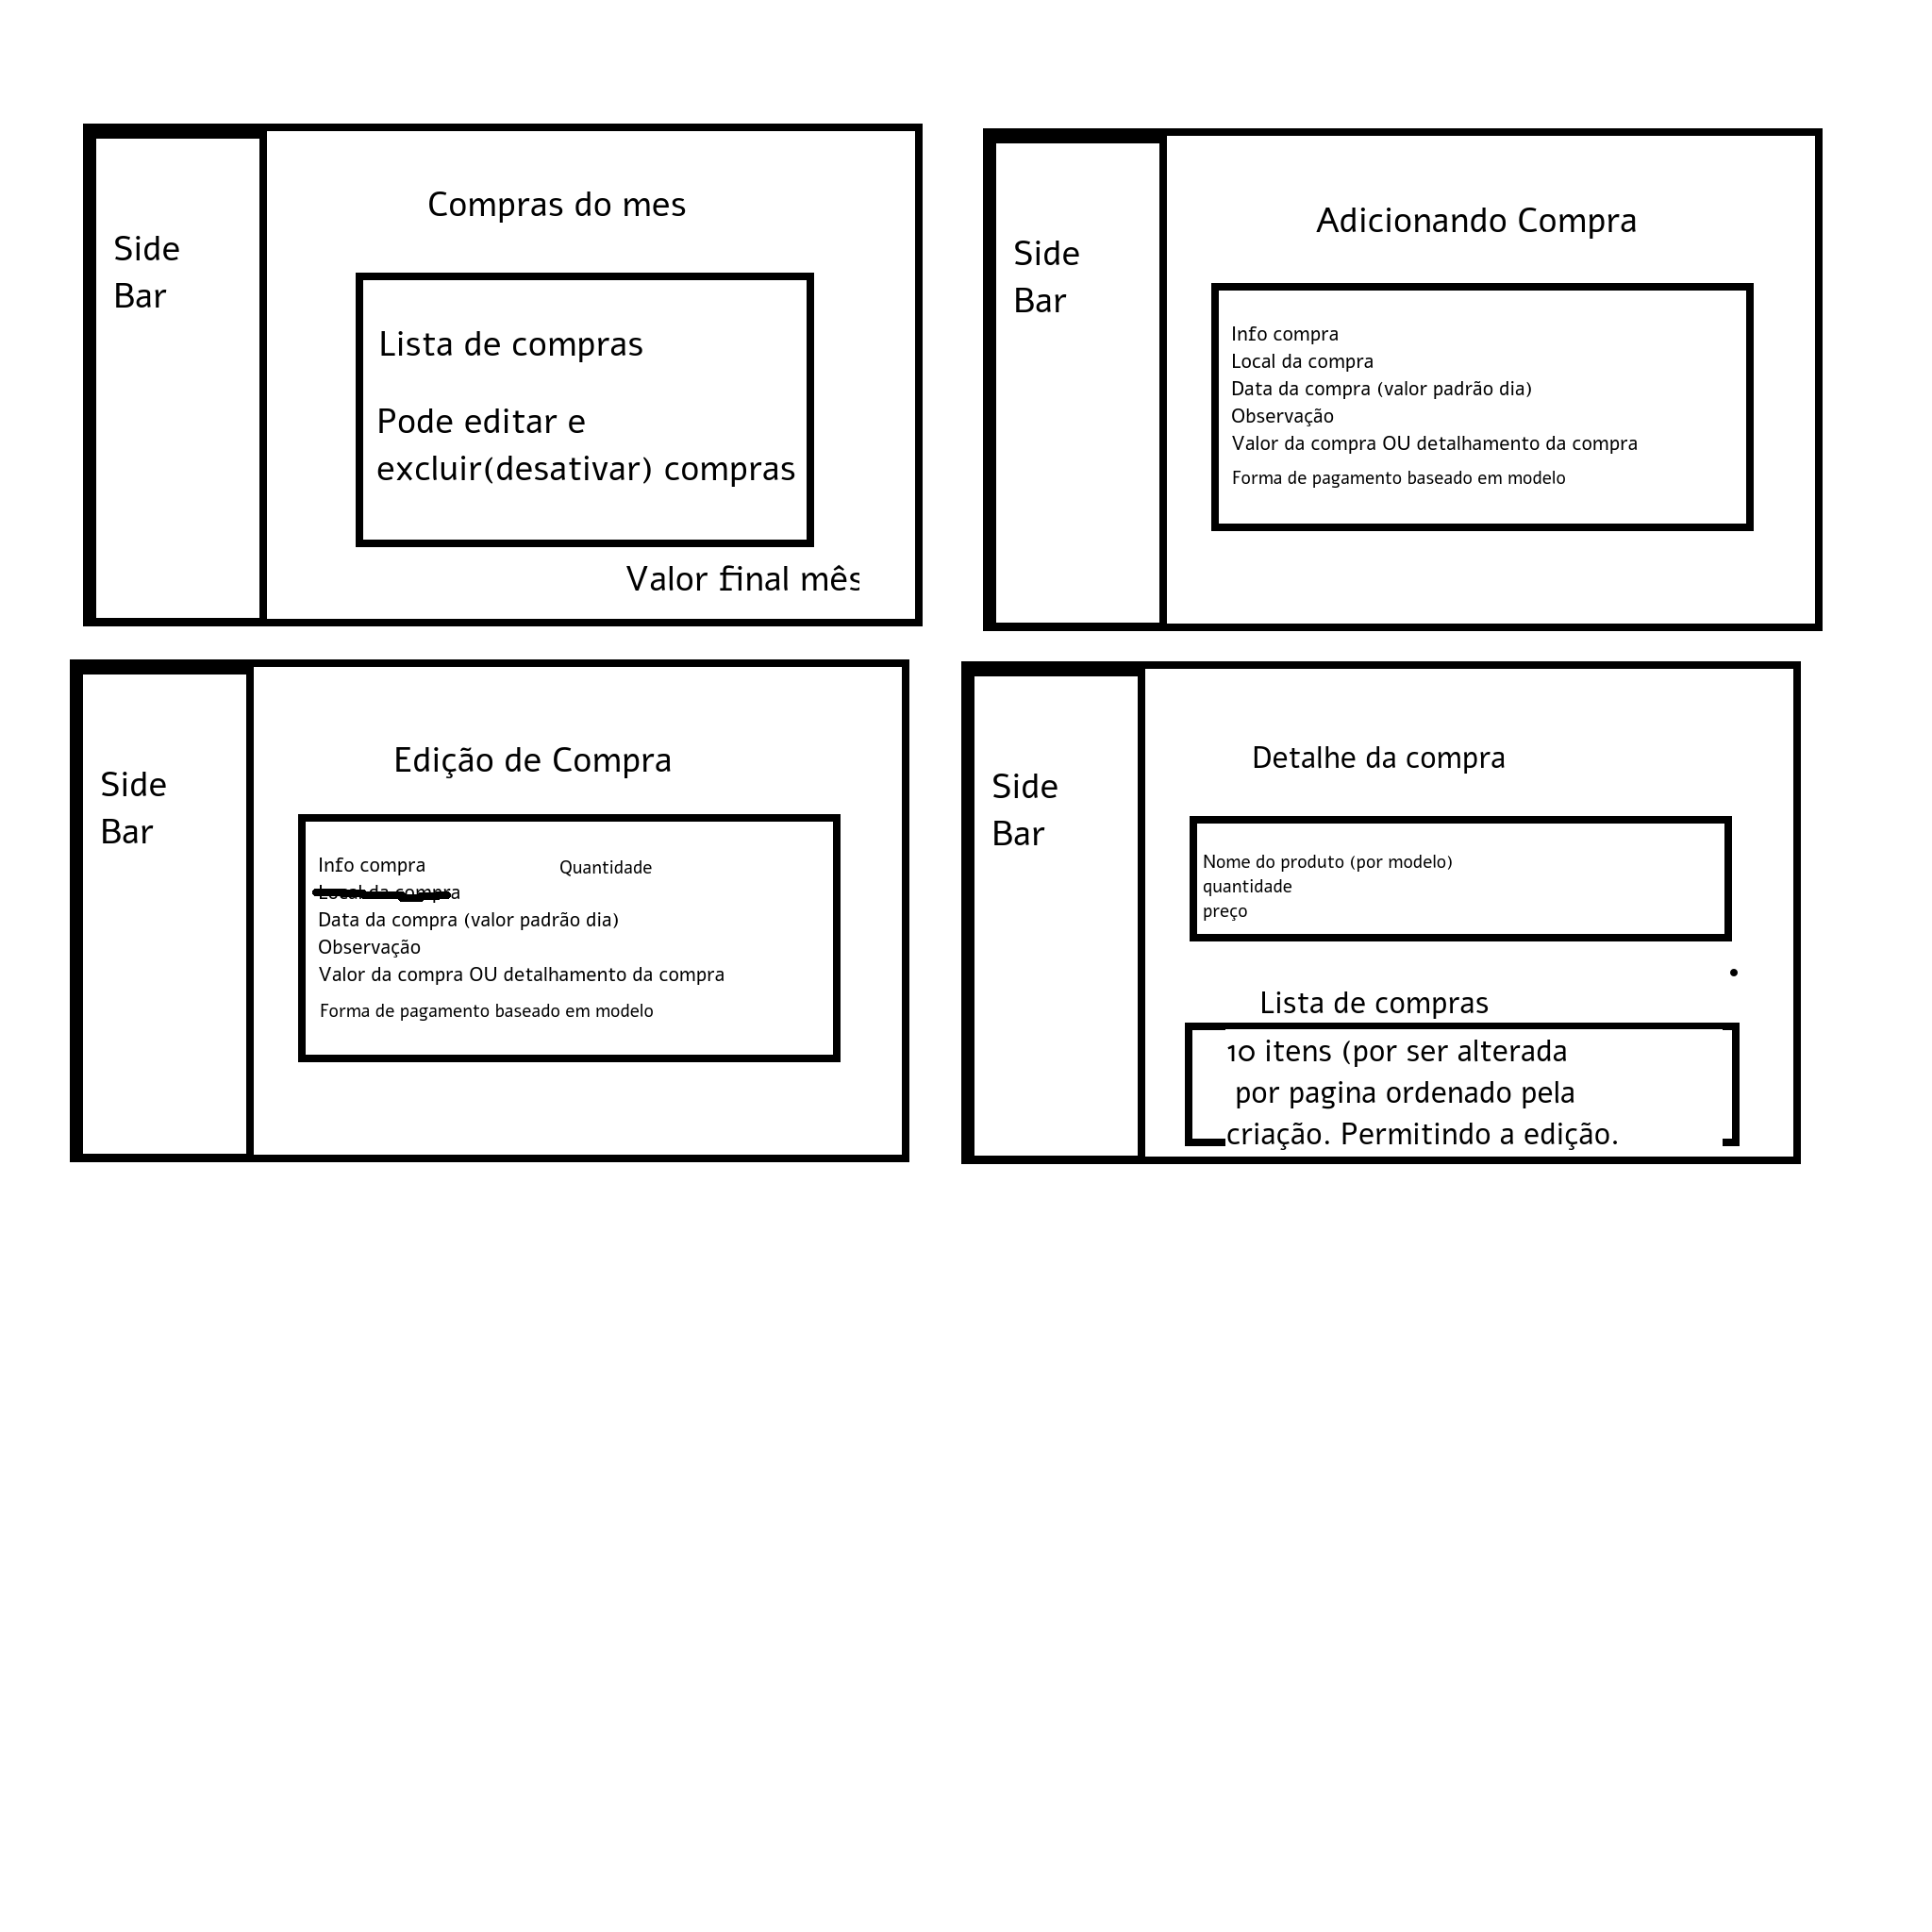 Compras do mes
Side
Bar
Lista de compras
Pode editar e
excluir(desativar) compras
Valor final mês
Adicionando Compra
Side
Bar
Info compra
Local da compra
Data da compra (valor padrão dia)
Observação
Valor da compra OU detalhamento da compra
Forma de pagamento baseado em modelo
Edição de Compra
Side
Bar
Info compra
Quantidade
Local da compra
Data da compra (valor padrão dia)
Observação
Valor da compra OU detalhamento da compra
Forma de pagamento baseado em modelo
Detalhe da compra
Side
Bar
Nome do produto (por modelo)
quantidade
preço
Lista de compras
10 itens (por ser alterada
por pagina ordenado pela
criação. Permitindo a edição.